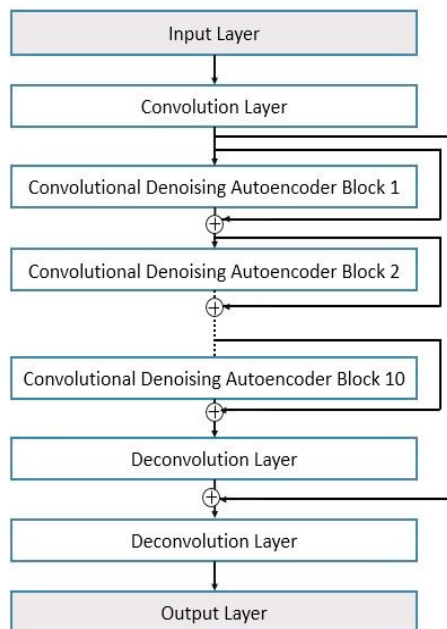 Input Layer
Convolution Layer
Convolutional Denoising Autoencoder Block 1
Convolutional Denoising Autoencoder Block 2
Convolutional Denoising Autoencoder Block 10
Deconvolution Layer
Deconvolution Layer
Output Layer